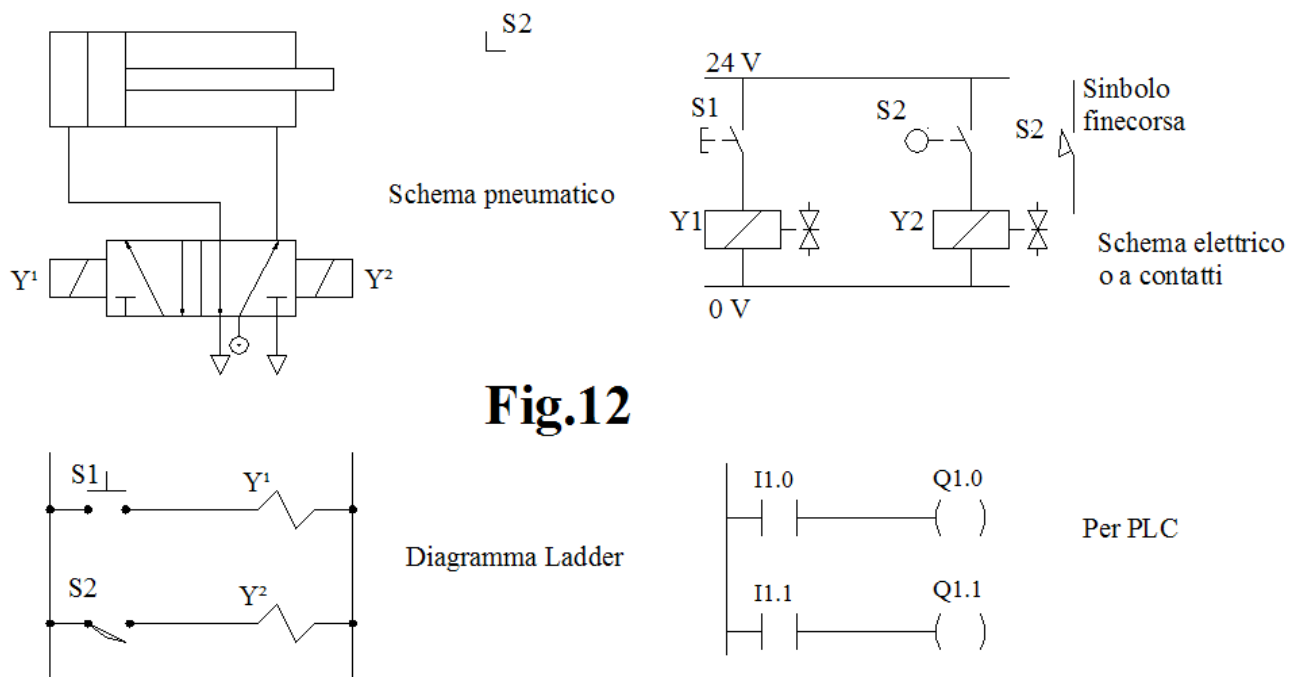 S2
Schema pneumatico
Y¹
Y²
24 V
S1
S2
S2
Sinbolo
finecorsa
Y1
Y2
Schema elettrico
o a contatti
0 V
Fig.12
S1
Y¹
S2
Y²
Diagramma Ladder
I1.0
Q1.0
I1.1
Q1.1
Per PLC